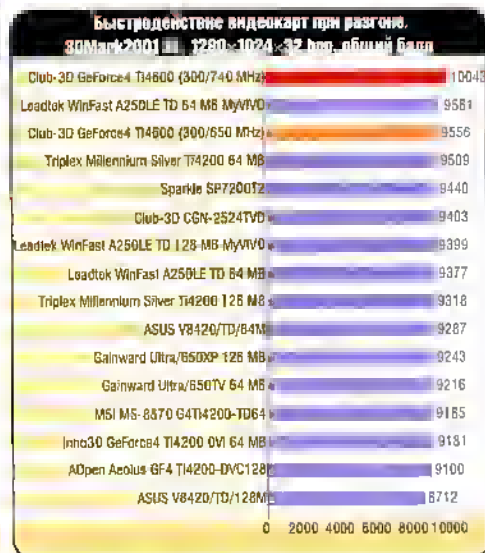 Быстродействие видеокарт при разгоне.
3DMark2001 1280×1024×32 bpp, общий балл
Club-3D GeForce4 Ti4600 (300/740 MHz) 10043
Leadtek WinFast A250LE TD 64 MB MyVIVO 9561
Club-3D GeForce4 Ti4600 (300/650 MHz) 9556
Triplex Millennium Silver Ti4200 64 MB 9509
Sparkle SP7200T2 9440
Club-3D CGN-2524TVD 9403
Leadtek WinFast A250LE TD 128 MB MyVIVO 9399
Leadtek WinFast A250LE TD 64 MB 9377
Triplex Millennium Silver Ti4200 128 MB 9318
ASUS V8420/TD/64M 9287
Gainward Ultra/650XP 128 MB 9243
Gainward Ultra/650TV 64 MB 9216
MSI MS-8870 G4Ti4200-TD64 9185
Inno3D GeForce4 Ti4200 DVI 64 MB 9181
AOpen Aeolus GF4 Ti4200-DVC128 9100
ASUS V8420/TD/128M 8712
0 2000 4000 6000 8000 10000